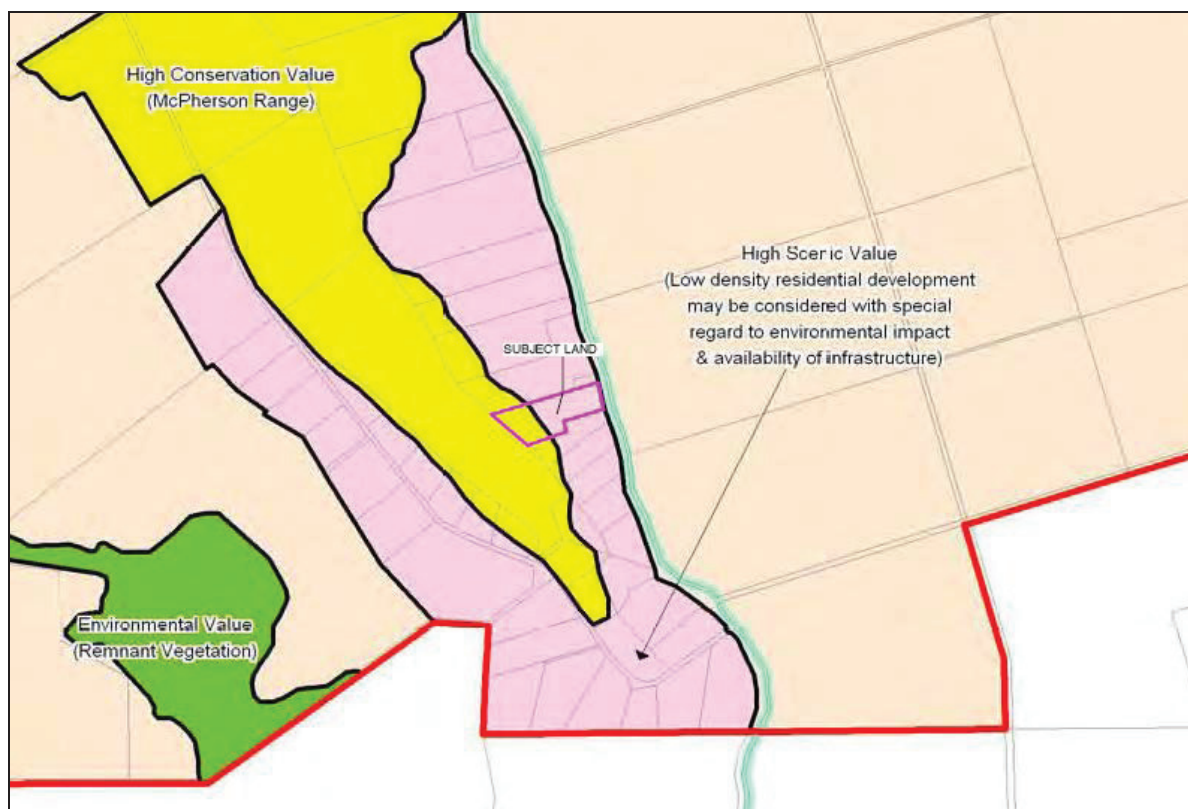 High Conservation Value
(McPherson Range)
High Scenic Value
(Low density residential development
may be considered with special
regard to environmental impact
& availability of infrastructure)
SUBJECT LAND
Environmental Value
(Remnant Vegetation)